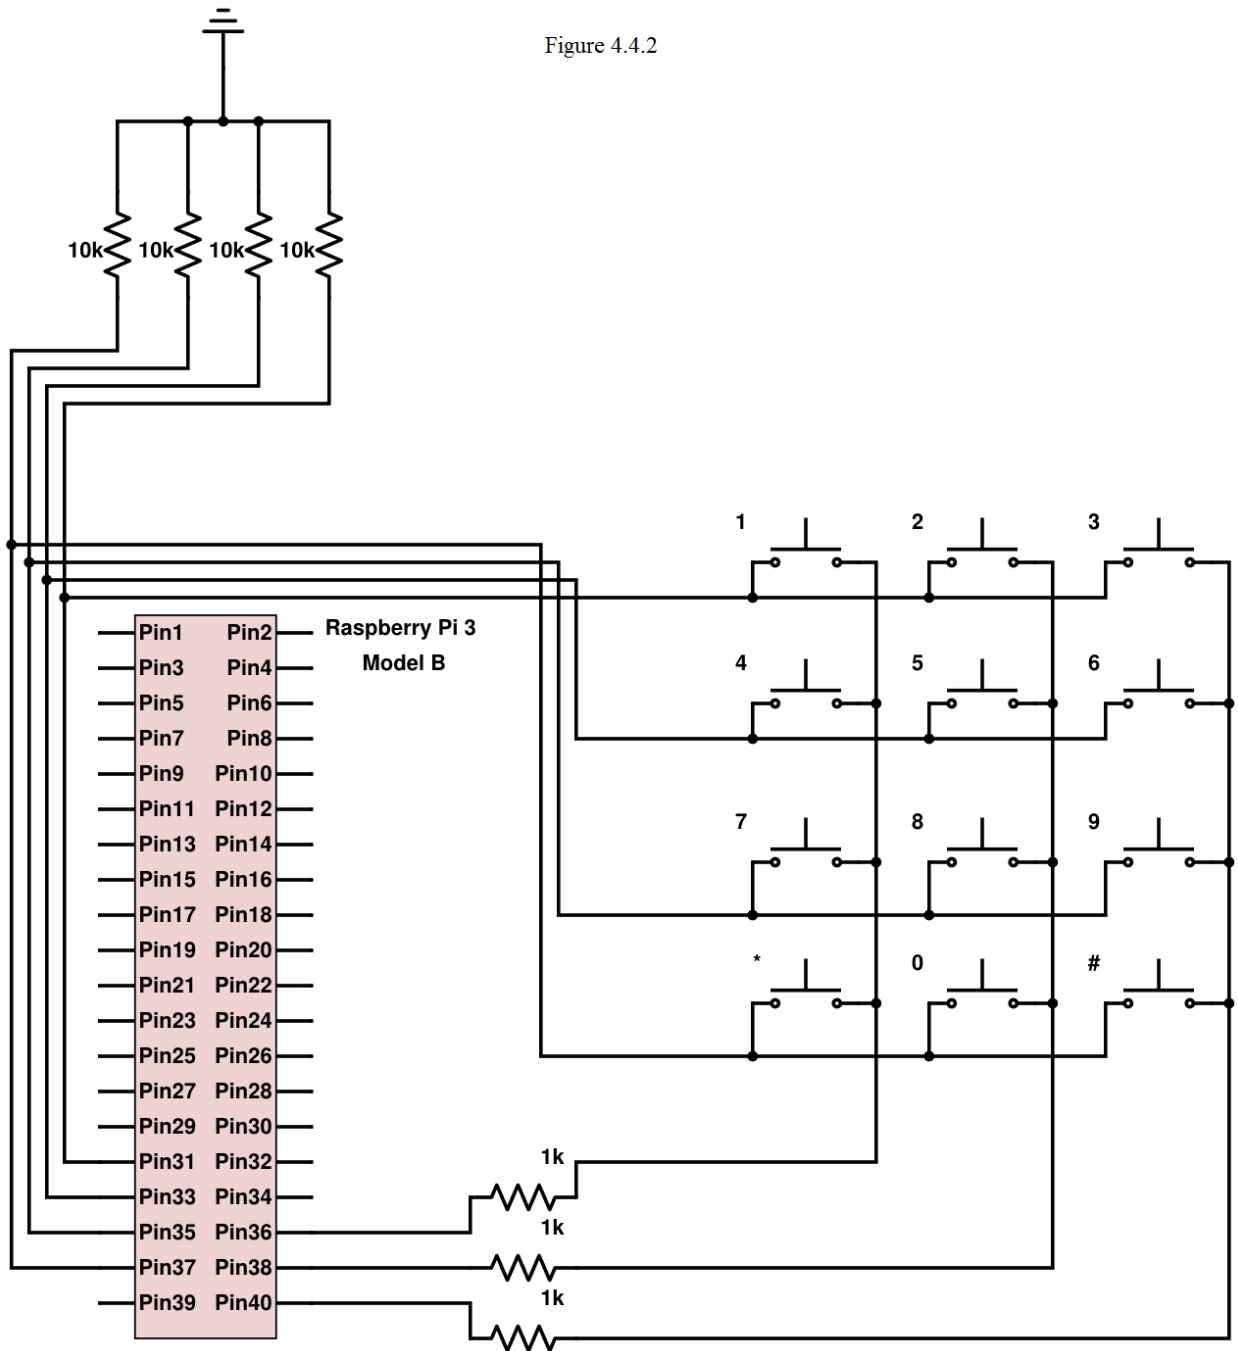 Figure 4.4.2
10k 10k 10k 10k
1 2 3
Raspberry Pi 3
Model B
4 5 6
7 8 9
* 0 #
Pin1 Pin2
Pin3 Pin4
Pin5 Pin6
Pin7 Pin8
Pin9 Pin10
Pin11 Pin12
Pin13 Pin14
Pin15 Pin16
Pin17 Pin18
Pin19 Pin20
Pin21 Pin22
Pin23 Pin24
Pin25 Pin26
Pin27 Pin28
Pin29 Pin30
Pin31 Pin32
Pin33 Pin34
Pin35 Pin36
Pin37 Pin38
Pin39 Pin40
1k
1k
1k